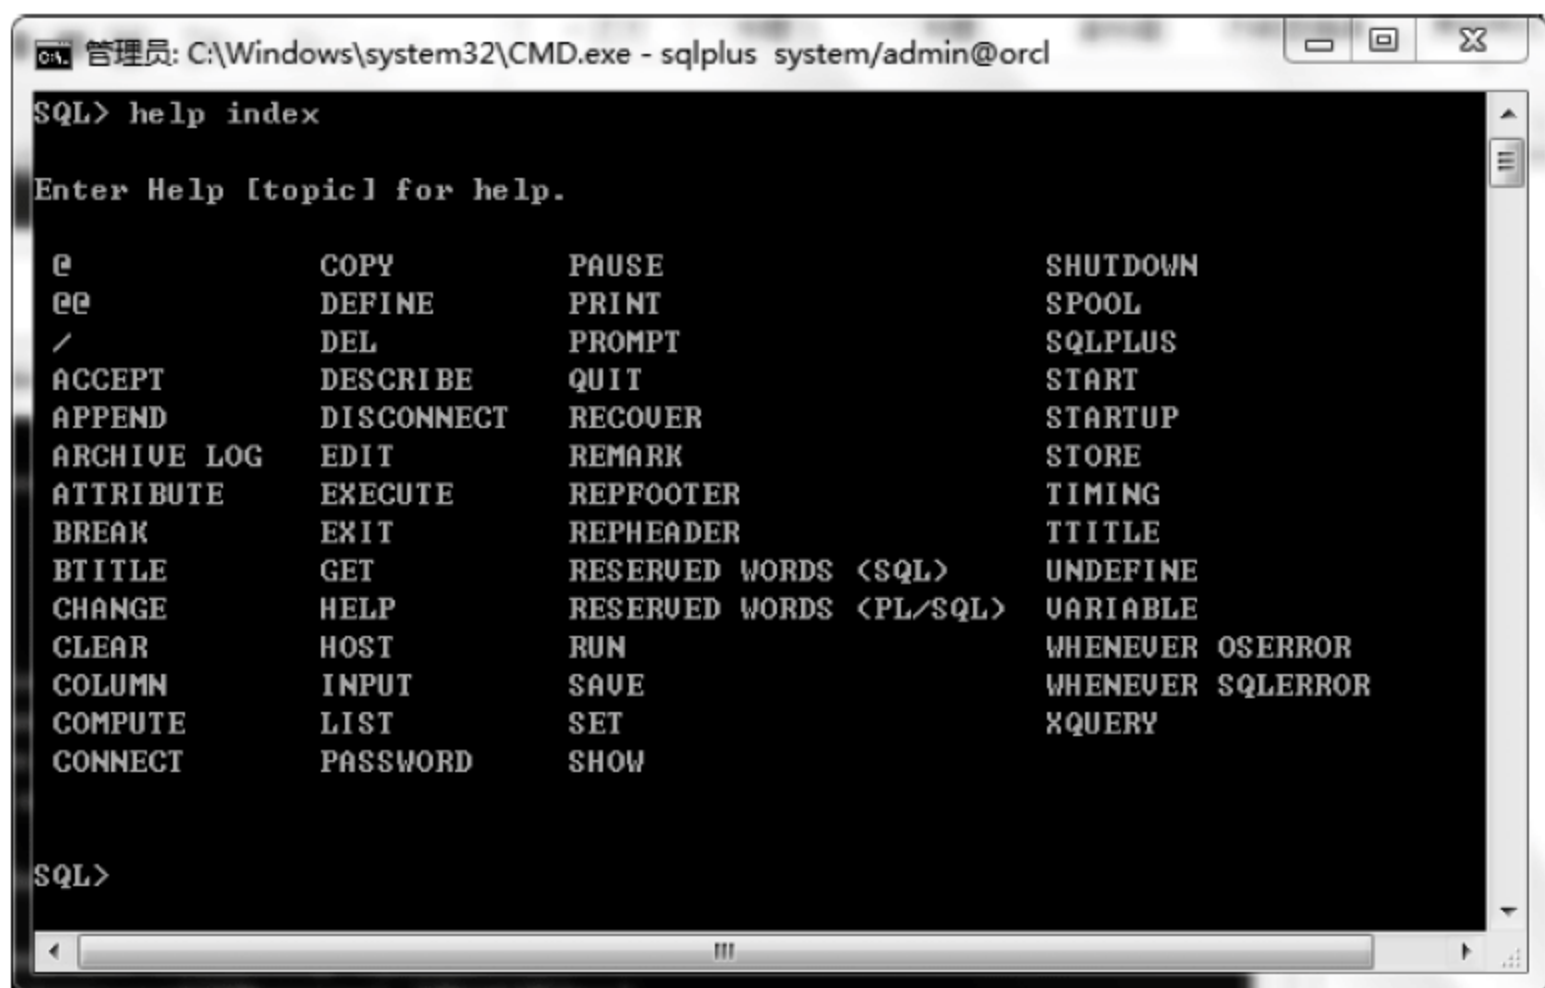 管理员: C:\Windows\system32\CMD.exe - sqlplus  system/admin@orcl
SQL> help index
Enter Help [topic] for help.
@ COPY PAUSE SHUTDOWN
@@ DEFINE PRINT SPOOL
/ DEL PROMPT SQLPLUS
ACCEPT DESCRIBE QUIT START
APPEND DISCONNECT RECOVER STARTUP
ARCHIVE LOG EDIT REMARK STORE
ATTRIBUTE EXECUTE REPFOOTER TIMING
BREAK EXIT REPHEADER TTITLE
BTITLE GET RESERVED WORDS (SQL) UNDEFINE
CHANGE HELP RESERVED WORDS (PL/SQL) VARIABLE
CLEAR HOST RUN WHENEVER OSERROR
COLUMN INPUT SAVE WHENEVER SQLERROR
COMPUTE LIST SET XQUERY
CONNECT PASSWORD SHOW
SQL>